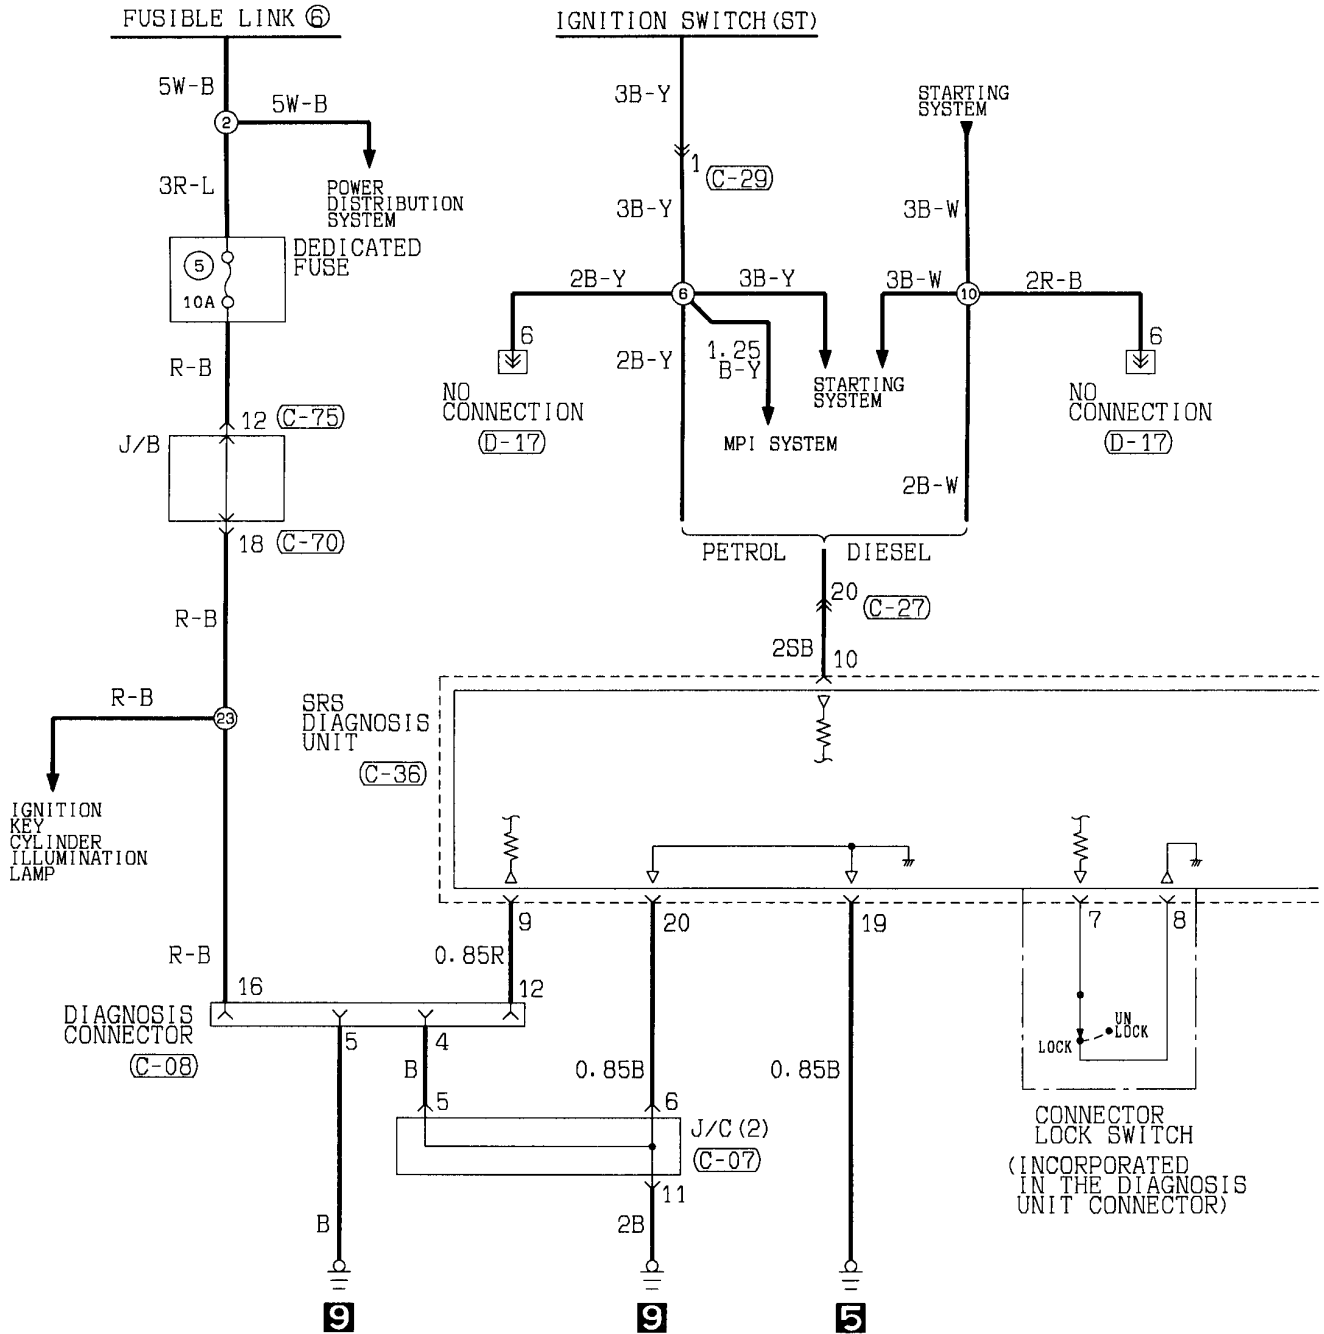 FUSIBLE LINK ⑥
IGNITION SWITCH(ST)
5W-B
5W-B
2
3R-L
POWER
DISTRIBUTION
SYSTEM
5
10A
DEDICATED
FUSE
R-B
12 C-75
J/B
18 C-70
R-B
R-B
23
IGNITION
KEY
CYLINDER
ILLUMINATION
LAMP
R-B
16
3B-Y
1 C-29
3B-Y
2B-Y
6
3B-Y
6
NO
CONNECTION
D-17
2B-Y
1.25
B-Y
MPI SYSTEM
STARTING
SYSTEM
STARTING
SYSTEM
3B-W
3B-W
10
2R-B
6
NO
CONNECTION
D-17
2B-W
PETROL
DIESEL
20
C-27
2SB
10
SRS
DIAGNOSIS
UNIT
C-36
9
20
19
7
8
0.85R
12
DIAGNOSIS
CONNECTOR
C-08
5
4
B
5
0.85B
6
0.85B
J/C(2)
C-07
11
B
2B
9
9
5
LOCK
UN
LOCK
CONNECTOR
LOCK SWITCH
(INCORPORATED
IN THE DIAGNOSIS
UNIT CONNECTOR)